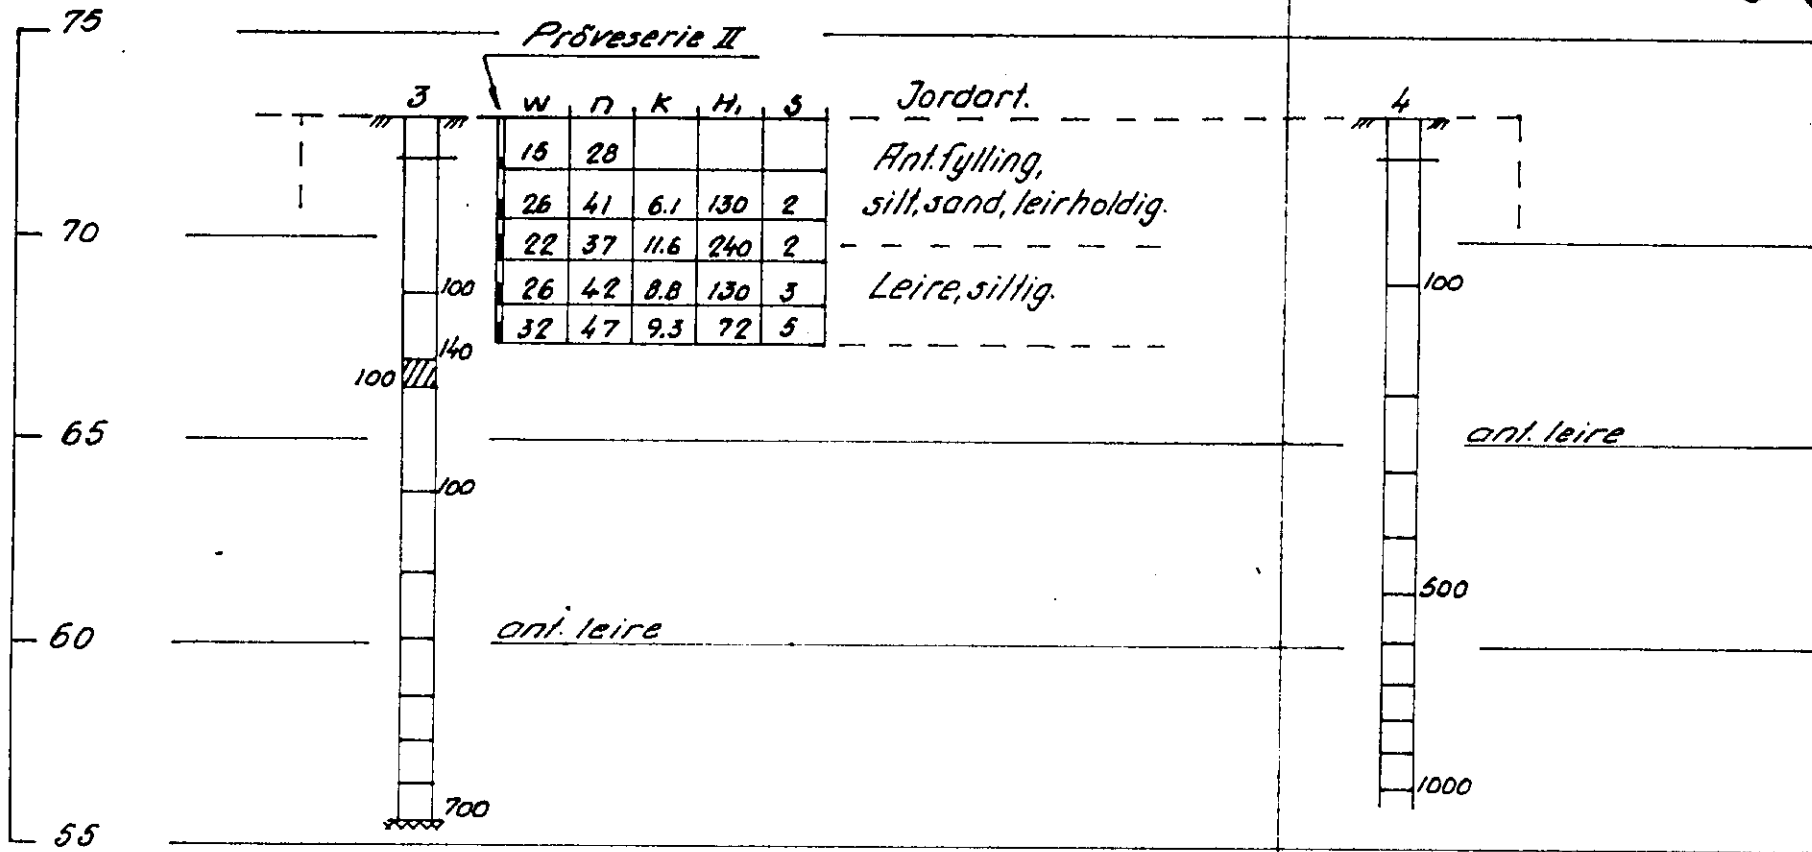 75
Pröveserie II
3
w n k H₁ S
Jordart.
4
15 28
Ant.fylling,
26 41 6.1 130 2
silt, sand, leirholdig.
70
22 37 11.6 240 2
26 42 8.8 130 3
Leire, siltig.
100
100
32 47 9.3 72 5
140
100
65
ant. leire
100
500
60
ant. leire
1000
700
55